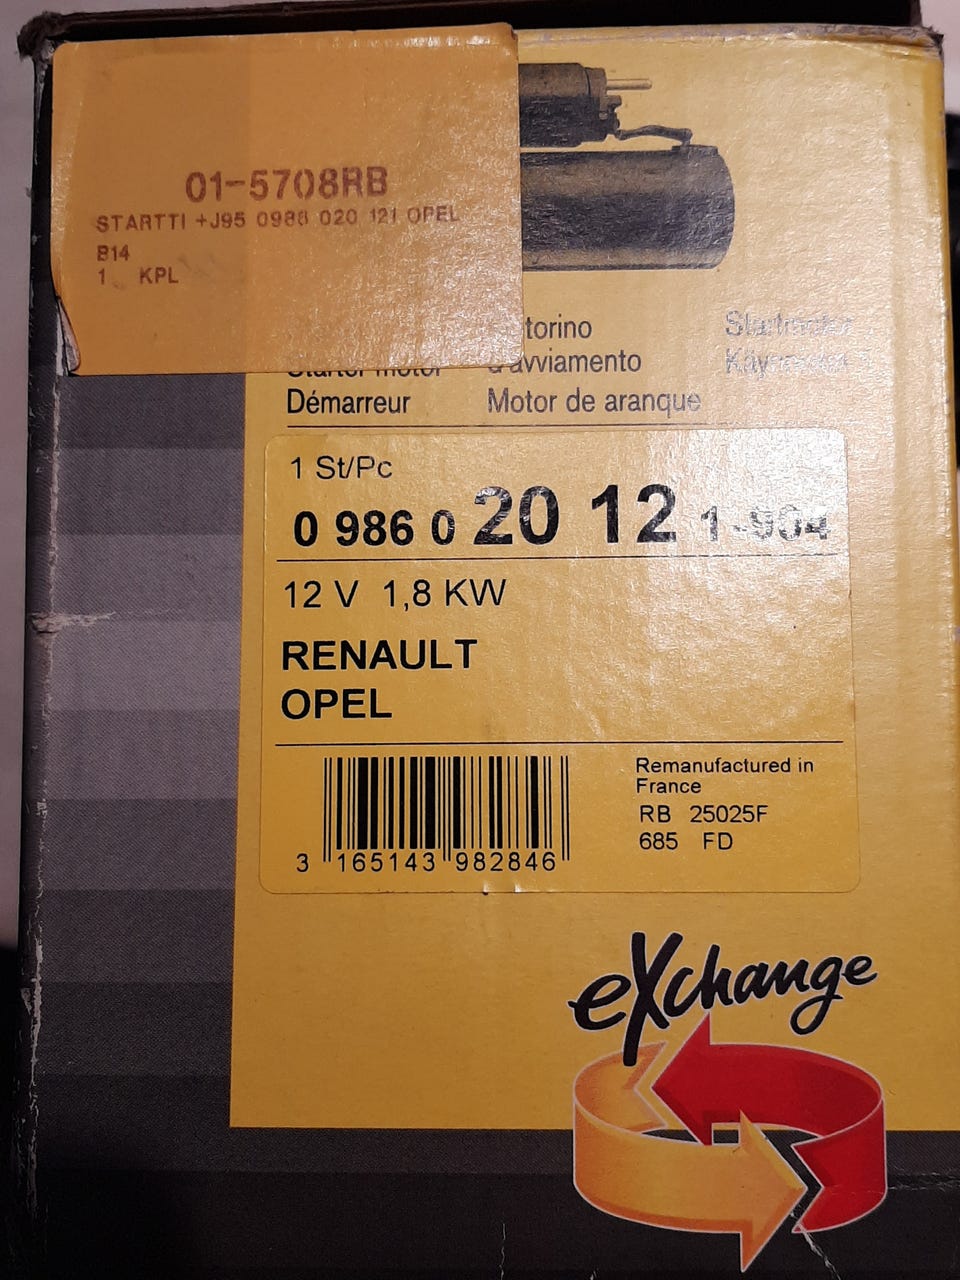 01-5708RB
STARTTI +J95 0986 020 121 OPEL
B14
1 KPL
Starter motor
Démarreur
d'avviamento
Motor de aranque
1 St/Pc
0 986 0 20 12 1-904
12 V 1,8 KW
RENAULT
OPEL
3 165143 982846
Remanufactured in
France
RB 25025F
685 FD
eXchange